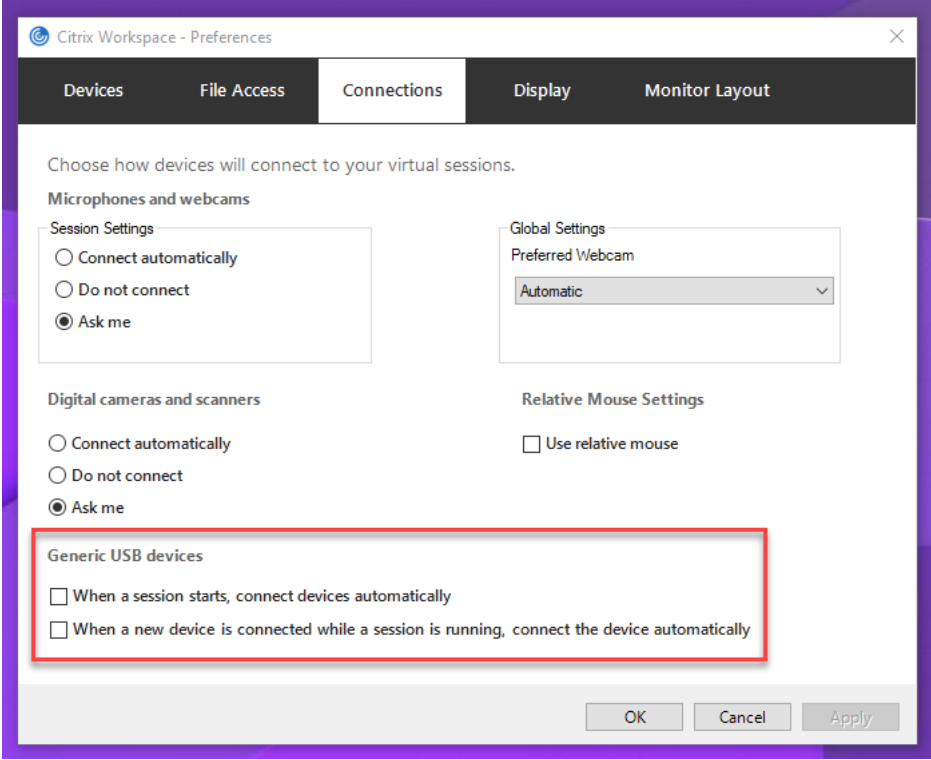 Citrix Workspace - Preferences
Devices File Access Connections Display Monitor Layout
Choose how devices will connect to your virtual sessions.
Microphones and webcams
Session Settings
Connect automatically
Do not connect
Ask me
Global Settings
Preferred Webcam
Automatic
Digital cameras and scanners
Connect automatically
Do not connect
Ask me
Relative Mouse Settings
Use relative mouse
Generic USB devices
When a session starts, connect devices automatically
When a new device is connected while a session is running, connect the device automatically
OK Cancel Apply